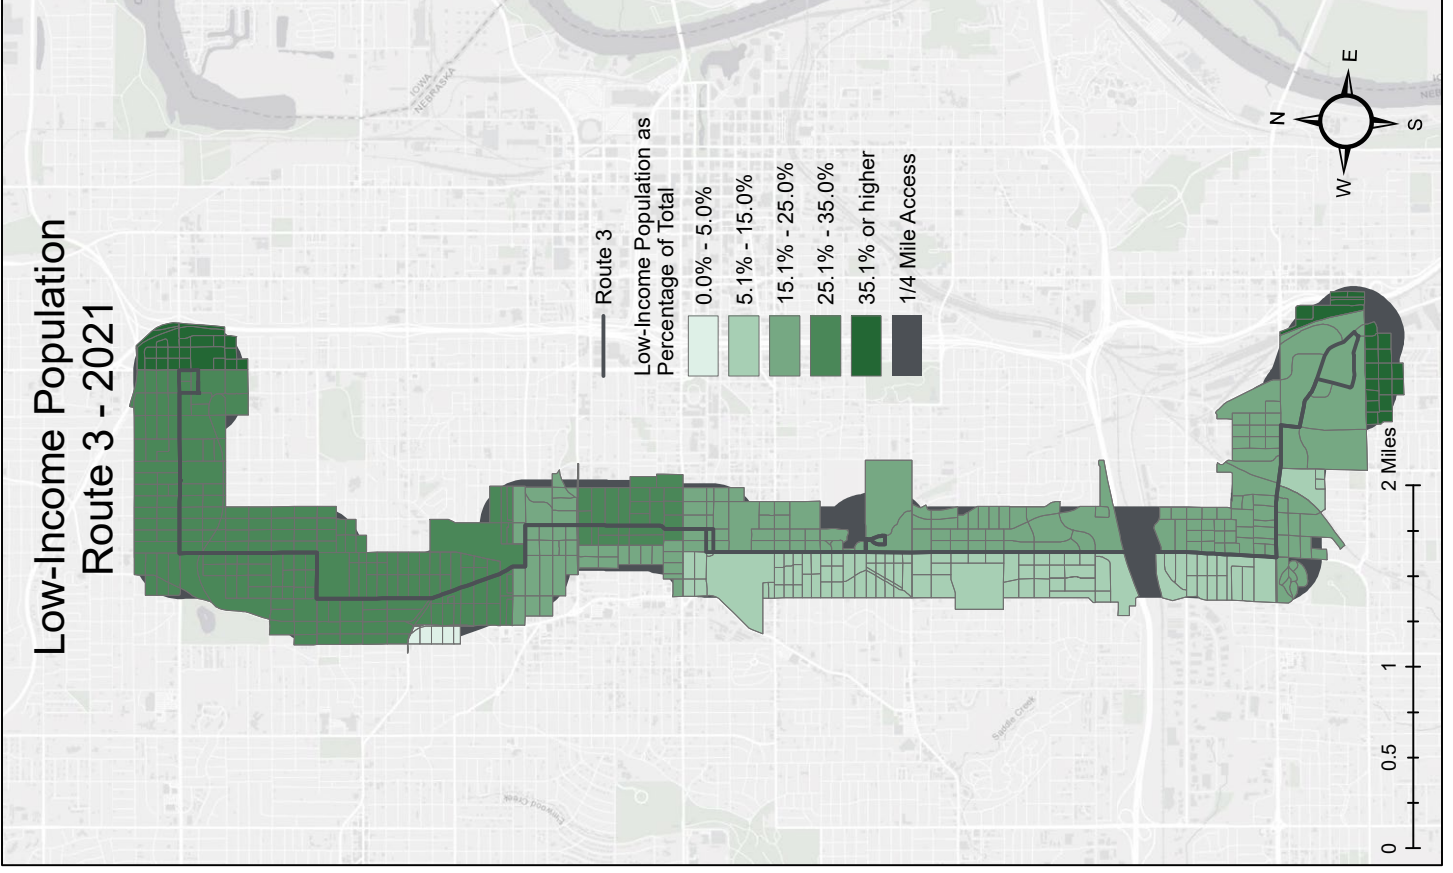 Low-Income Population
Route 3 - 2021
IOWA
NEBRASKA
Route 3
Low-Income Population as
Percentage of Total
0.0% - 5.0%
5.1% - 15.0%
15.1% - 25.0%
25.1% - 35.0%
35.1% or higher
1/4 Mile Access
N
E
S
W
Saddle Creek
Elmwood Creek
0
0.5
1
2 Miles